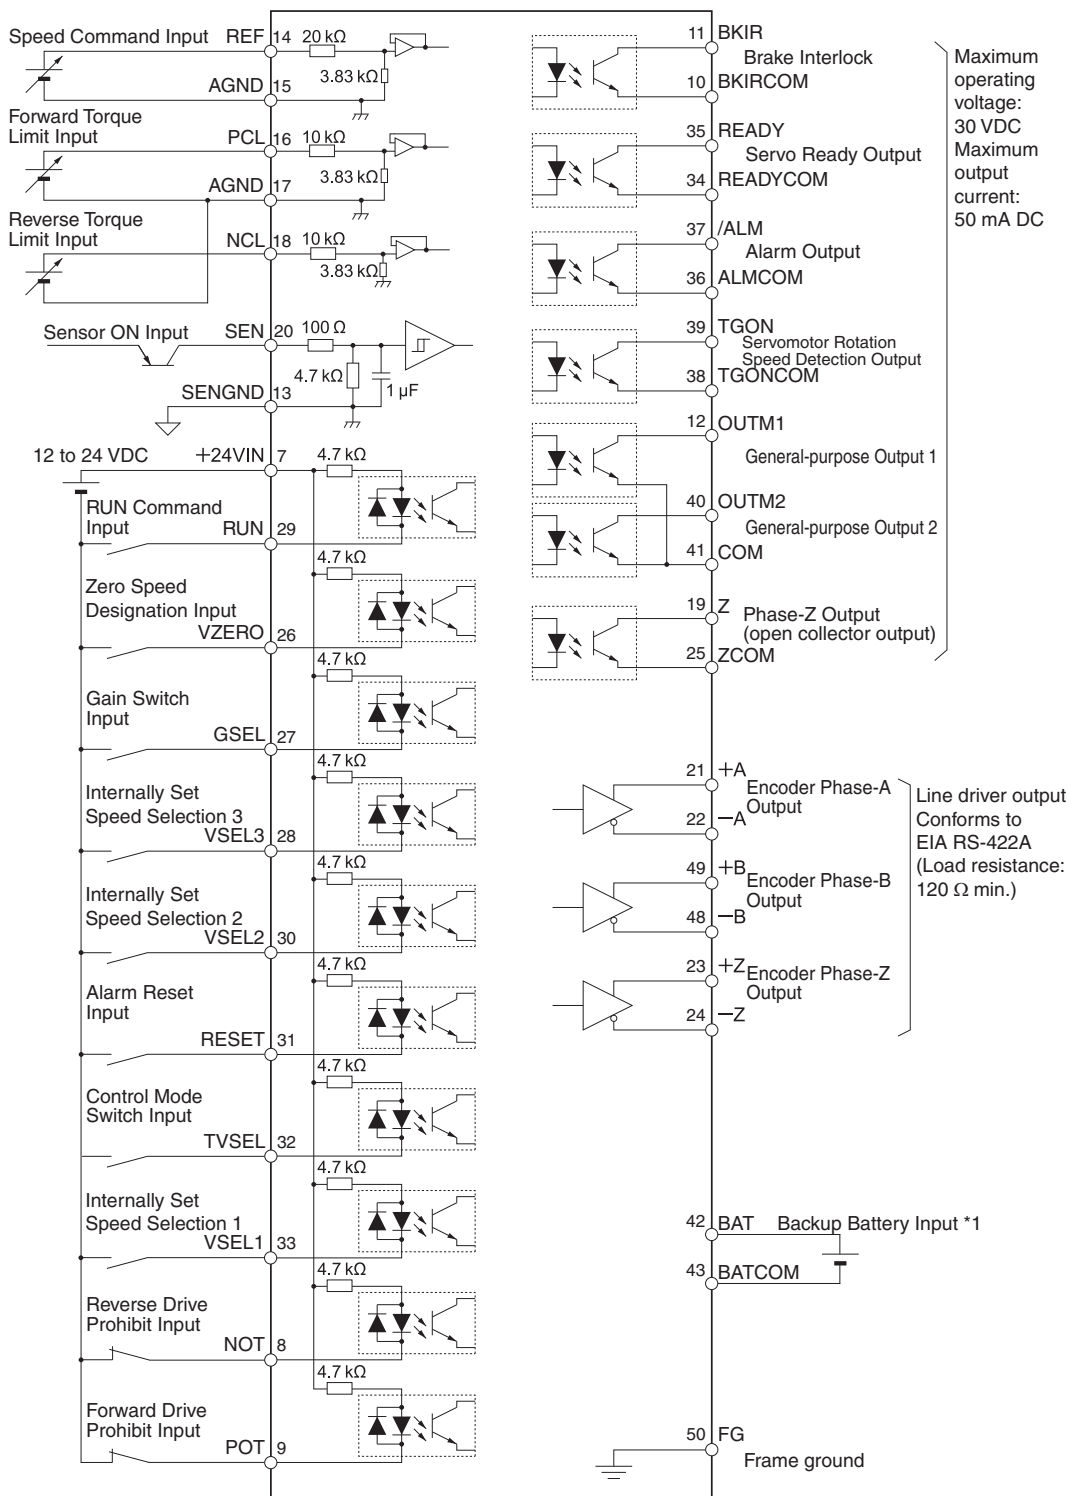 Speed Command Input
REF
14
20 kΩ
3.83 kΩ
AGND
15
Forward Torque
Limit Input
PCL
16
10 kΩ
3.83 kΩ
AGND
17
Reverse Torque
Limit Input
NCL
18
10 kΩ
3.83 kΩ
Sensor ON Input
SEN
20
100 Ω
4.7 kΩ
1 µF
SENGND
13
12 to 24 VDC
+24VIN
7
4.7 kΩ
RUN Command
Input
RUN
29
4.7 kΩ
Zero Speed
Designation Input
VZERO
26
4.7 kΩ
Gain Switch
Input
GSEL
27
4.7 kΩ
Internally Set
Speed Selection 3
VSEL3
28
4.7 kΩ
Internally Set
Speed Selection 2
VSEL2
30
4.7 kΩ
Alarm Reset
Input
RESET
31
4.7 kΩ
Control Mode
Switch Input
TVSEL
32
4.7 kΩ
Internally Set
Speed Selection 1
VSEL1
33
4.7 kΩ
Reverse Drive
Prohibit Input
NOT
8
4.7 kΩ
Forward Drive
Prohibit Input
POT
9
11
BKIR
Brake Interlock
10
BKIRCOM
35
READY
Servo Ready Output
34
READYCOM
37
/ALM
Alarm Output
36
ALMCOM
39
TGON
Servomotor Rotation
Speed Detection Output
38
TGONCOM
12
OUTM1
General-purpose Output 1
40
OUTM2
General-purpose Output 2
41
COM
19
Z
Phase-Z Output
(open collector output)
25
ZCOM
Maximum
operating
voltage:
30 VDC
Maximum
output
current:
50 mA DC
21
+A
Encoder Phase-A
Output
22
−A
49
+B
Encoder Phase-B
Output
48
−B
23
+Z
Encoder Phase-Z
Output
24
−Z
Line driver output
Conforms to
EIA RS-422A
(Load resistance:
120 Ω min.)
42
BAT
Backup Battery Input *1
43
BATCOM
50
FG
Frame ground